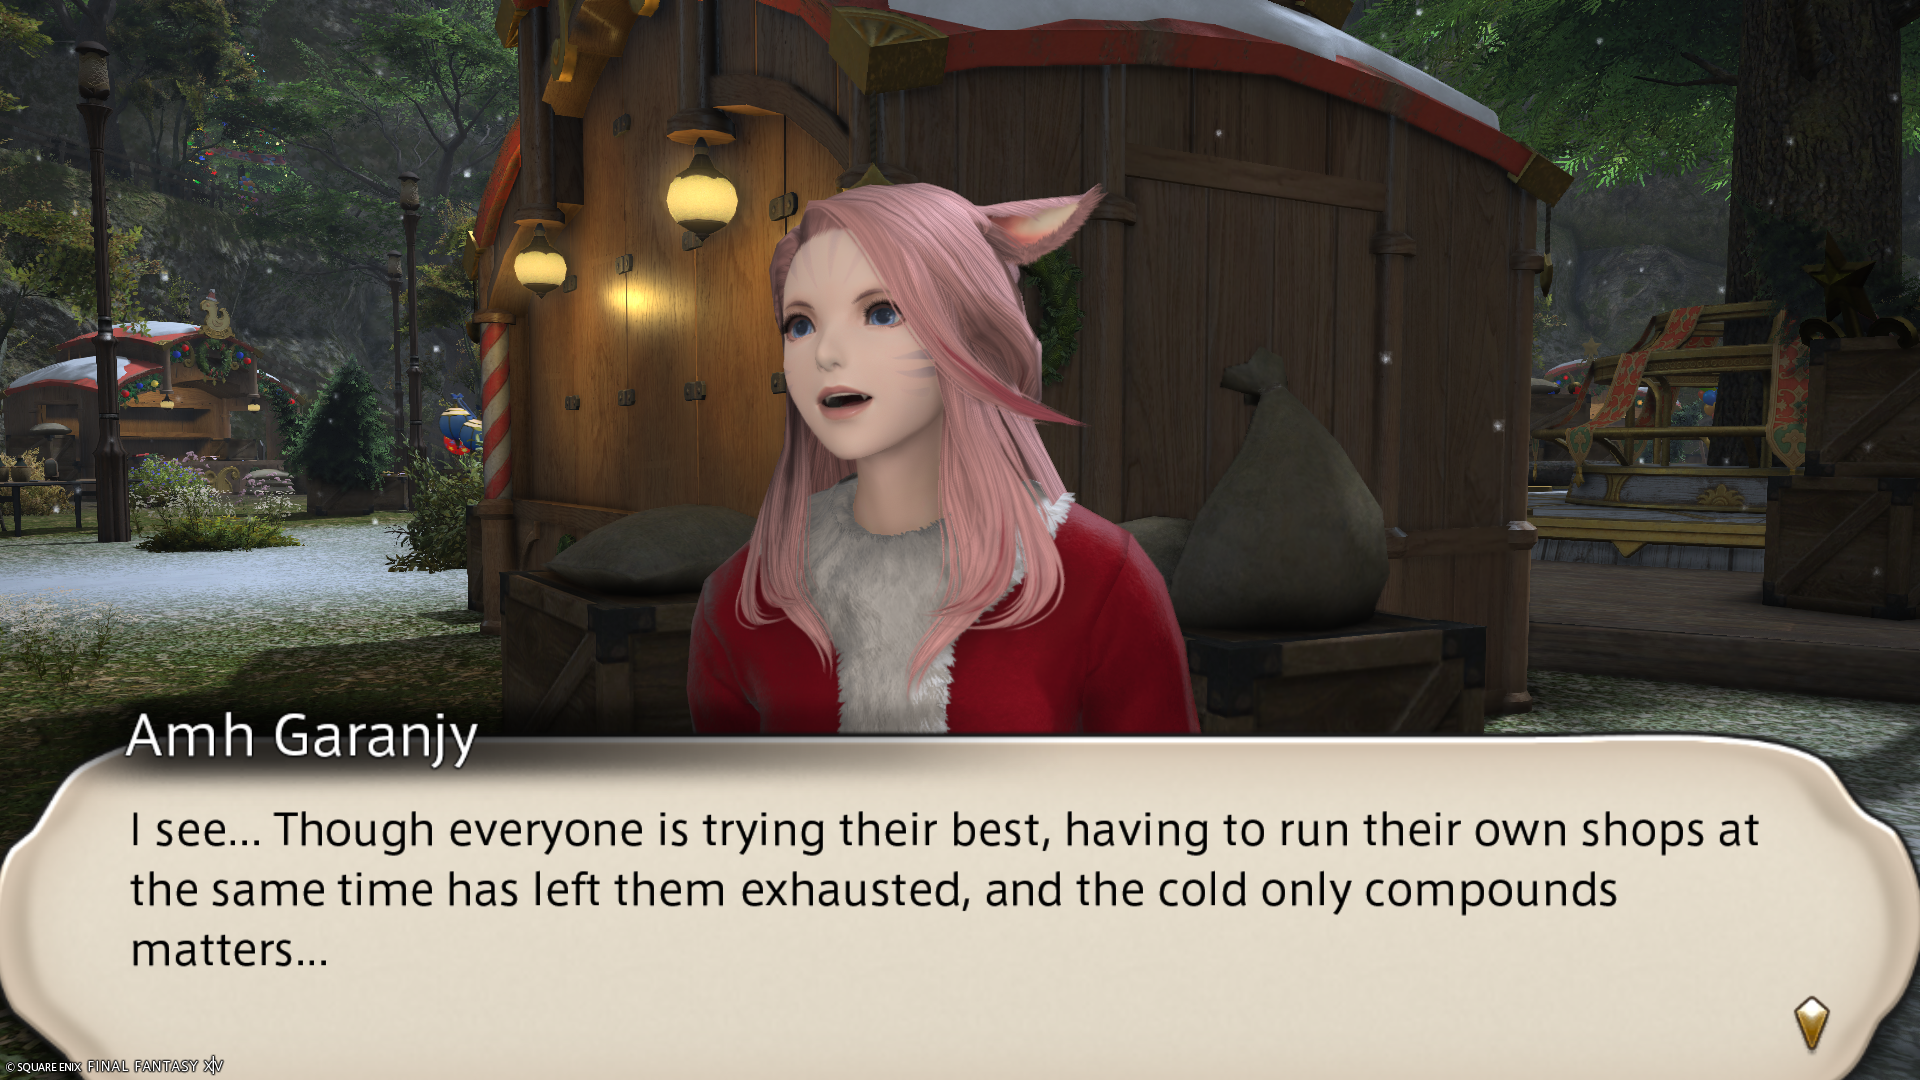 Amh Garanjy
I see... Though everyone is trying their best, having to run their own shops at
the same time has left them exhausted, and the cold only compounds
matters...
© SQUARE ENIX FINAL FANTASY XIV